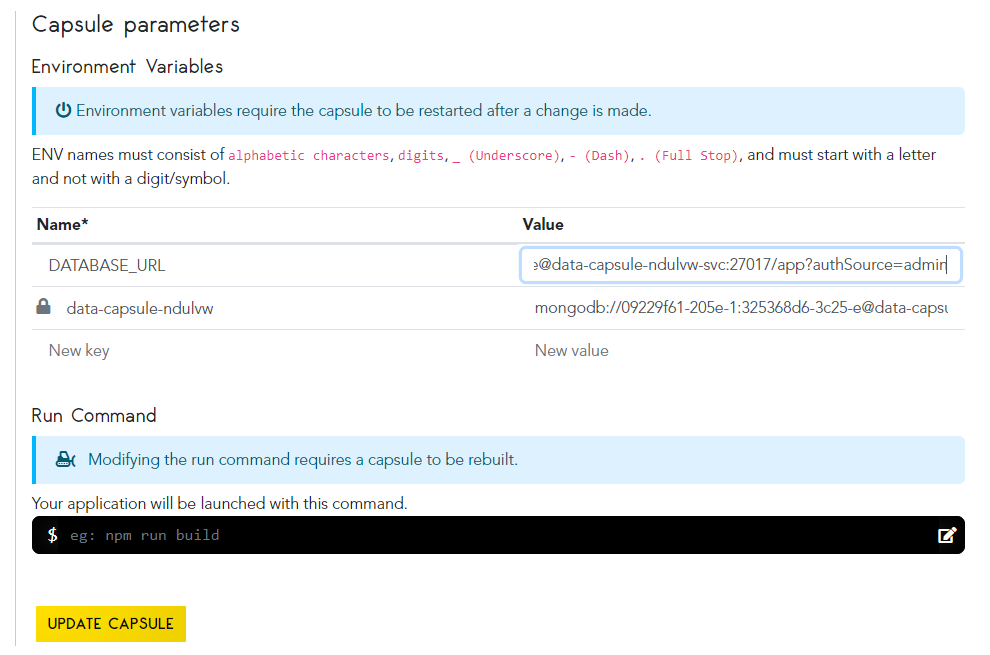 Capsule parameters
Environment Variables
Environment variables require the capsule to be restarted after a change is made.
ENV names must consist of alphabetic characters, digits, _ (Underscore), - (Dash), . (Full Stop), and must start with a letter
and not with a digit/symbol.
Name* Value
DATABASE_URL e@data-capsule-ndulvw-svc:27017/app?authSource=admin
data-capsule-ndulvw mongodb://09229f61-205e-1:325368d6-3c25-e@data-capsu
New key New value
Run Command
Modifying the run command requires a capsule to be rebuilt.
Your application will be launched with this command.
$ eg: npm run build
UPDATE CAPSULE